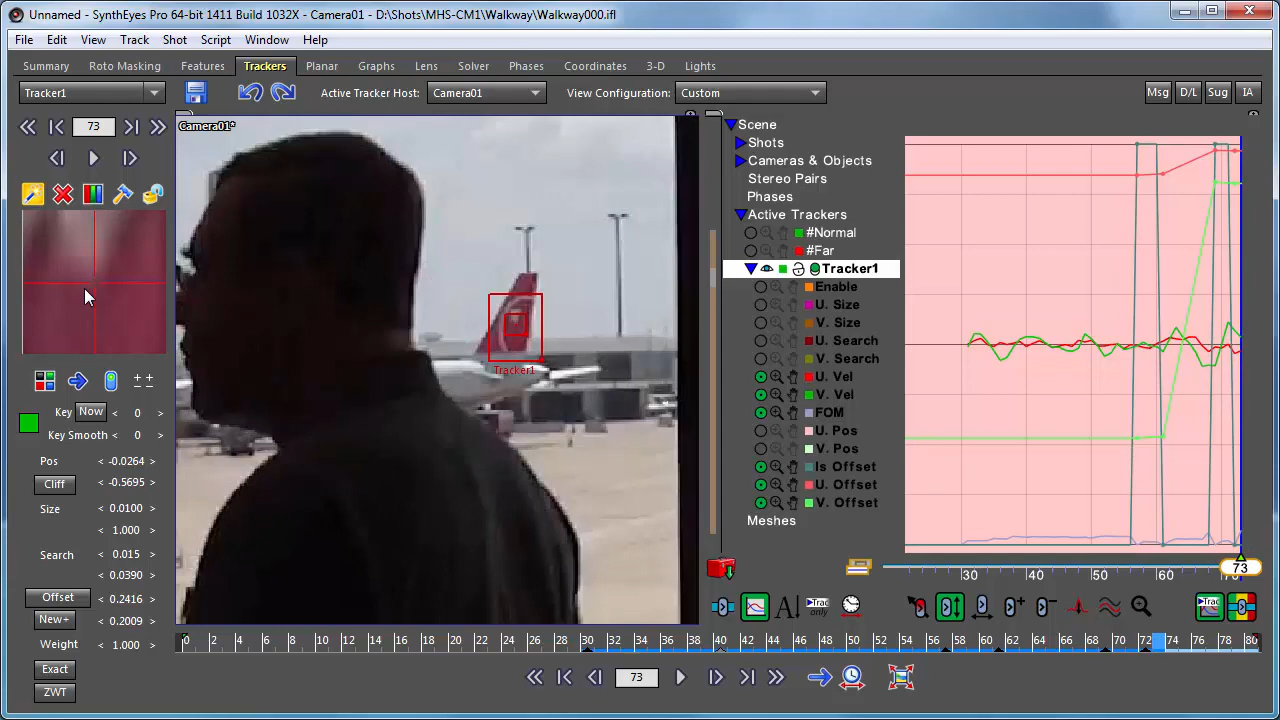 Unnamed - SynthEyes Pro 64-bit 1411 Build 1032X - Camera01 - D:\Shots\MHS-CM1\Walkway\Walkway000.ifl
File Edit View Track Shot Script Window Help
Summary Roto Masking Features Trackers Planar Graphs Lens Solver Phases Coordinates 3-D Lights
Tracker1 Active Tracker Host: Camera01 View Configuration: Custom Msg D/L Sug IA
73
Key Now < 0 >
Key Smooth < 0 >
Pos < -0.0264 >
Cliff < -0.5695 >
Size < 0.0100 >
< 1.000 >
Search < 0.015 >
< 0.0390 >
Offset < 0.2416 >
New+ < 0.2009 >
Weight < 1.000 >
Exact
ZWT
Camera01*
Tracker1
Scene
Shots
Cameras & Objects
Stereo Pairs
Phases
Active Trackers
#Normal
#Far
Tracker1
Enable
U. Size
V. Size
U. Search
V. Search
U. Vel
V. Vel
FOM
U. Pos
V. Pos
Is Offset
U. Offset
V. Offset
Meshes
30 40 50 60 73
A Trac only Trac
0 2 4 6 8 10 12 14 16 18 20 22 24 26 28 30 32 34 36 38 40 42 44 46 48 50 52 54 56 58 60 62 64 66 68 70 72 74 76 78 80
73